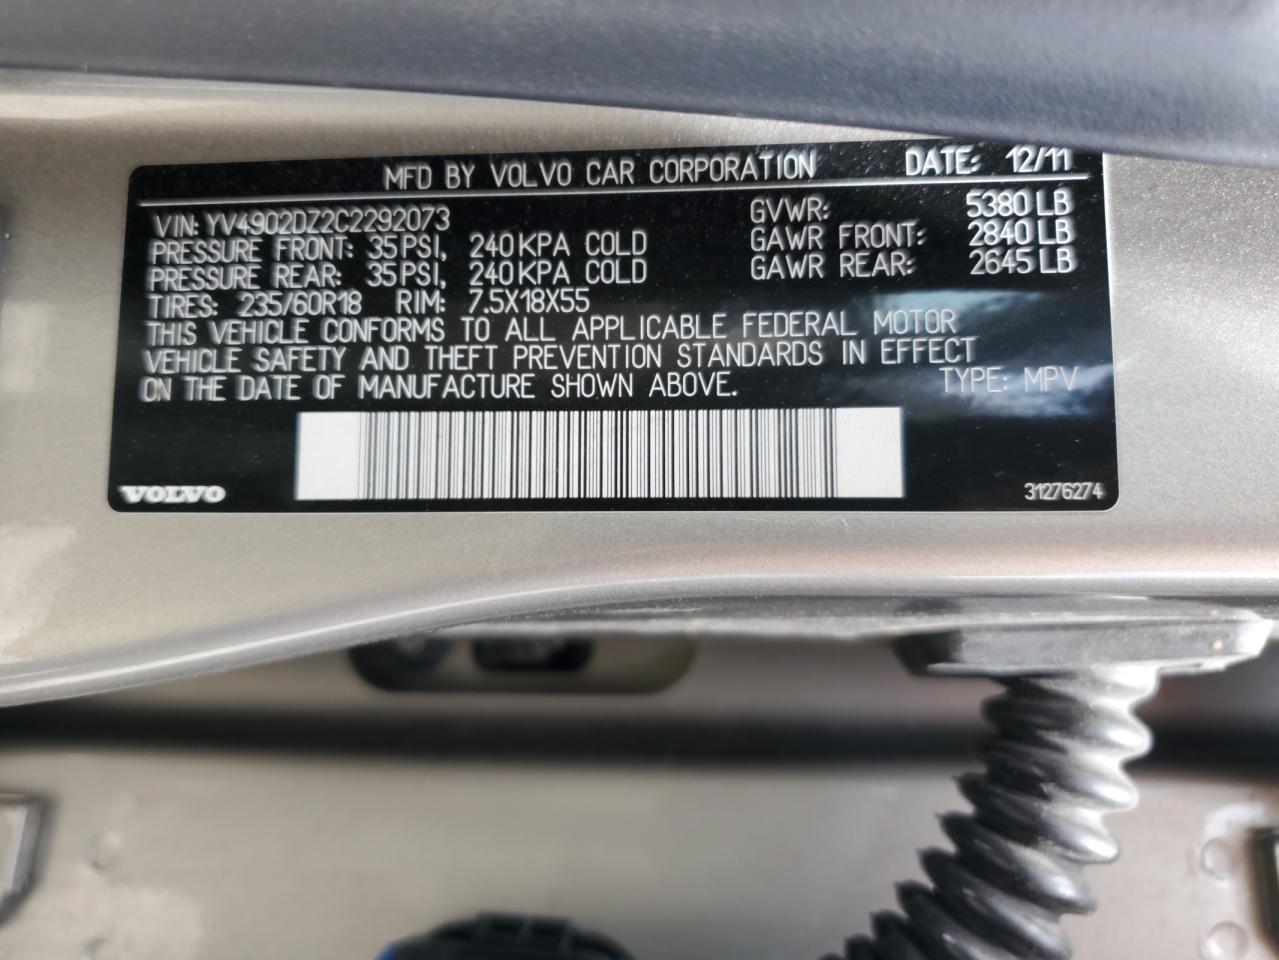 MFD BY VOLVO CAR CORPORATION DATE: 12/11
VIN: YV4902DZ2C2292073 GVWR: 5380 LB
PRESSURE FRONT: 35 PSI, 240 KPA COLD GAWR FRONT: 2840 LB
PRESSURE REAR: 35 PSI, 240 KPA COLD GAWR REAR: 2645 LB
TIRES: 235/60R18 RIM: 7.5X18X55
THIS VEHICLE CONFORMS TO ALL APPLICABLE FEDERAL MOTOR
VEHICLE SAFETY AND THEFT PREVENTION STANDARDS IN EFFECT
ON THE DATE OF MANUFACTURE SHOWN ABOVE. TYPE: MPV
VOLVO 31276274